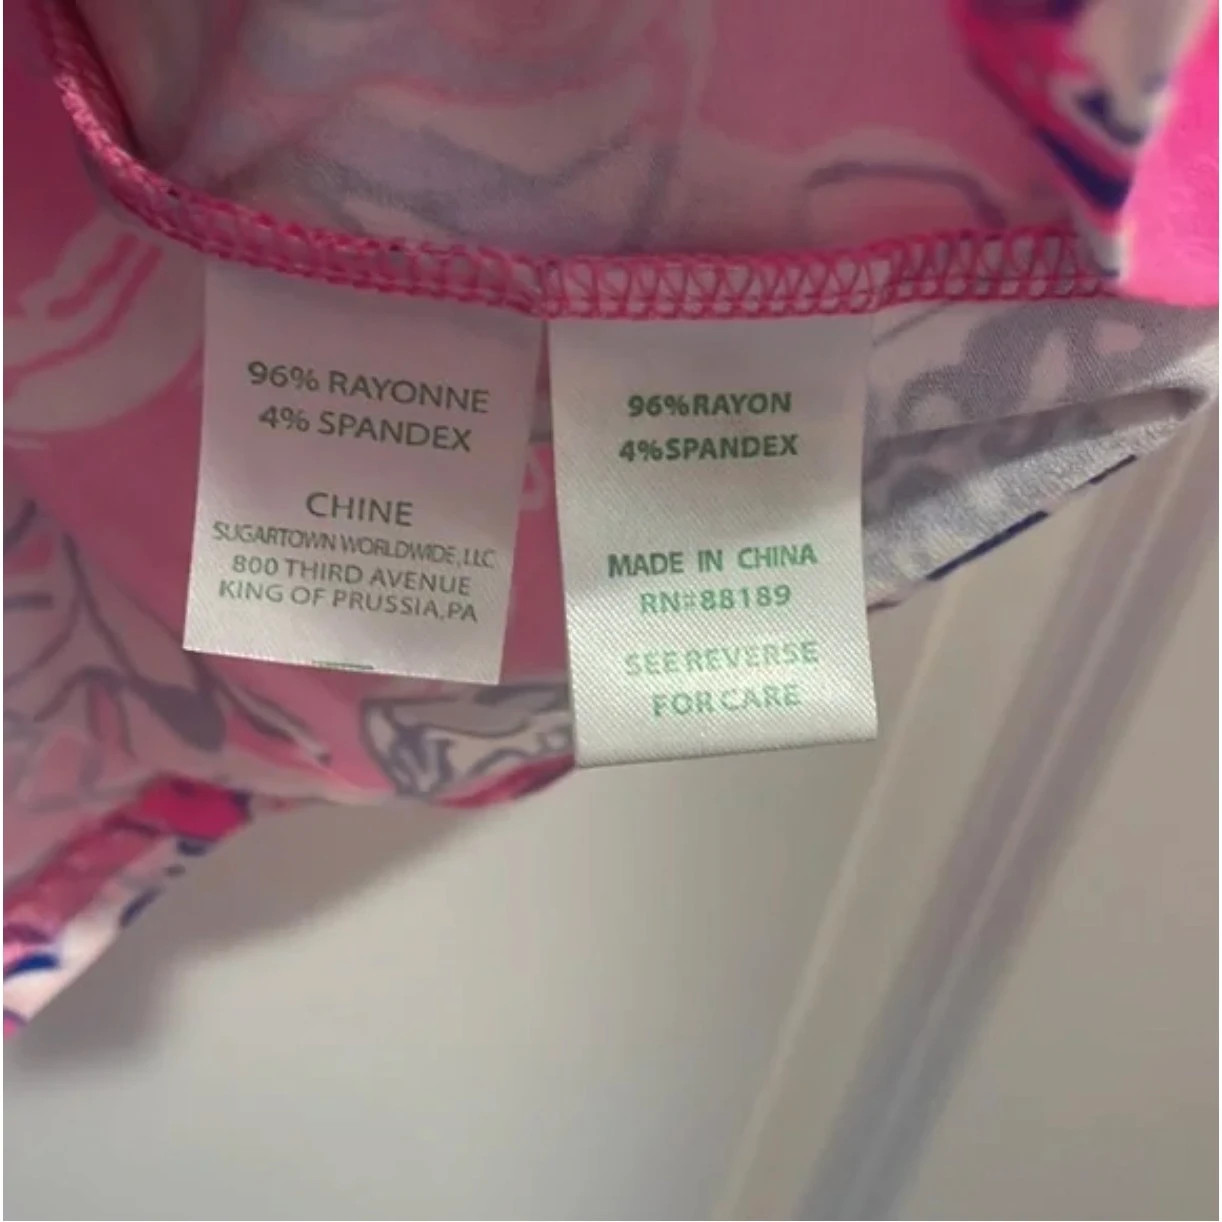 96% RAYONNE
4% SPANDEX
CHINE
SUGARTOWN WORLDWIDE, LLC
800 THIRD AVENUE
KING OF PRUSSIA, PA
96%RAYON
4%SPANDEX
MADE IN CHINA
RN#88189
SEE REVERSE
FOR CARE